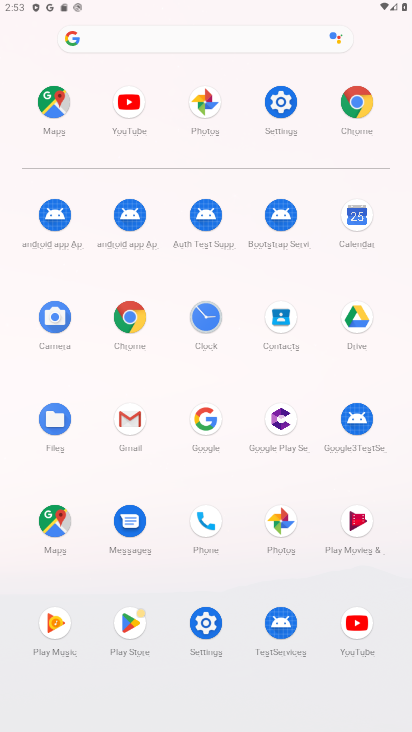 2:53
Maps YouTube Photos Settings Chrome
android app Ap android app Ap Auth Test Supp Bootstrap Servi Calendar
25
Camera Chrome Clock Contacts Drive
Files Gmail Google Google Play Se Google3TestSe
Maps Messages Phone Photos Play Movies &
Play Music Play Store Settings TestServices YouTube